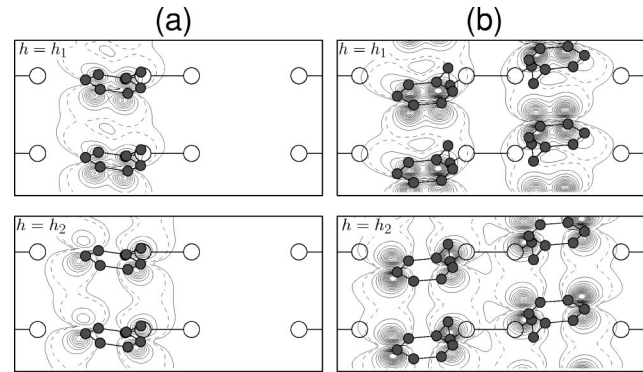 (a) (b)
h = h₁ h = h₁
h = h₂ h = h₂